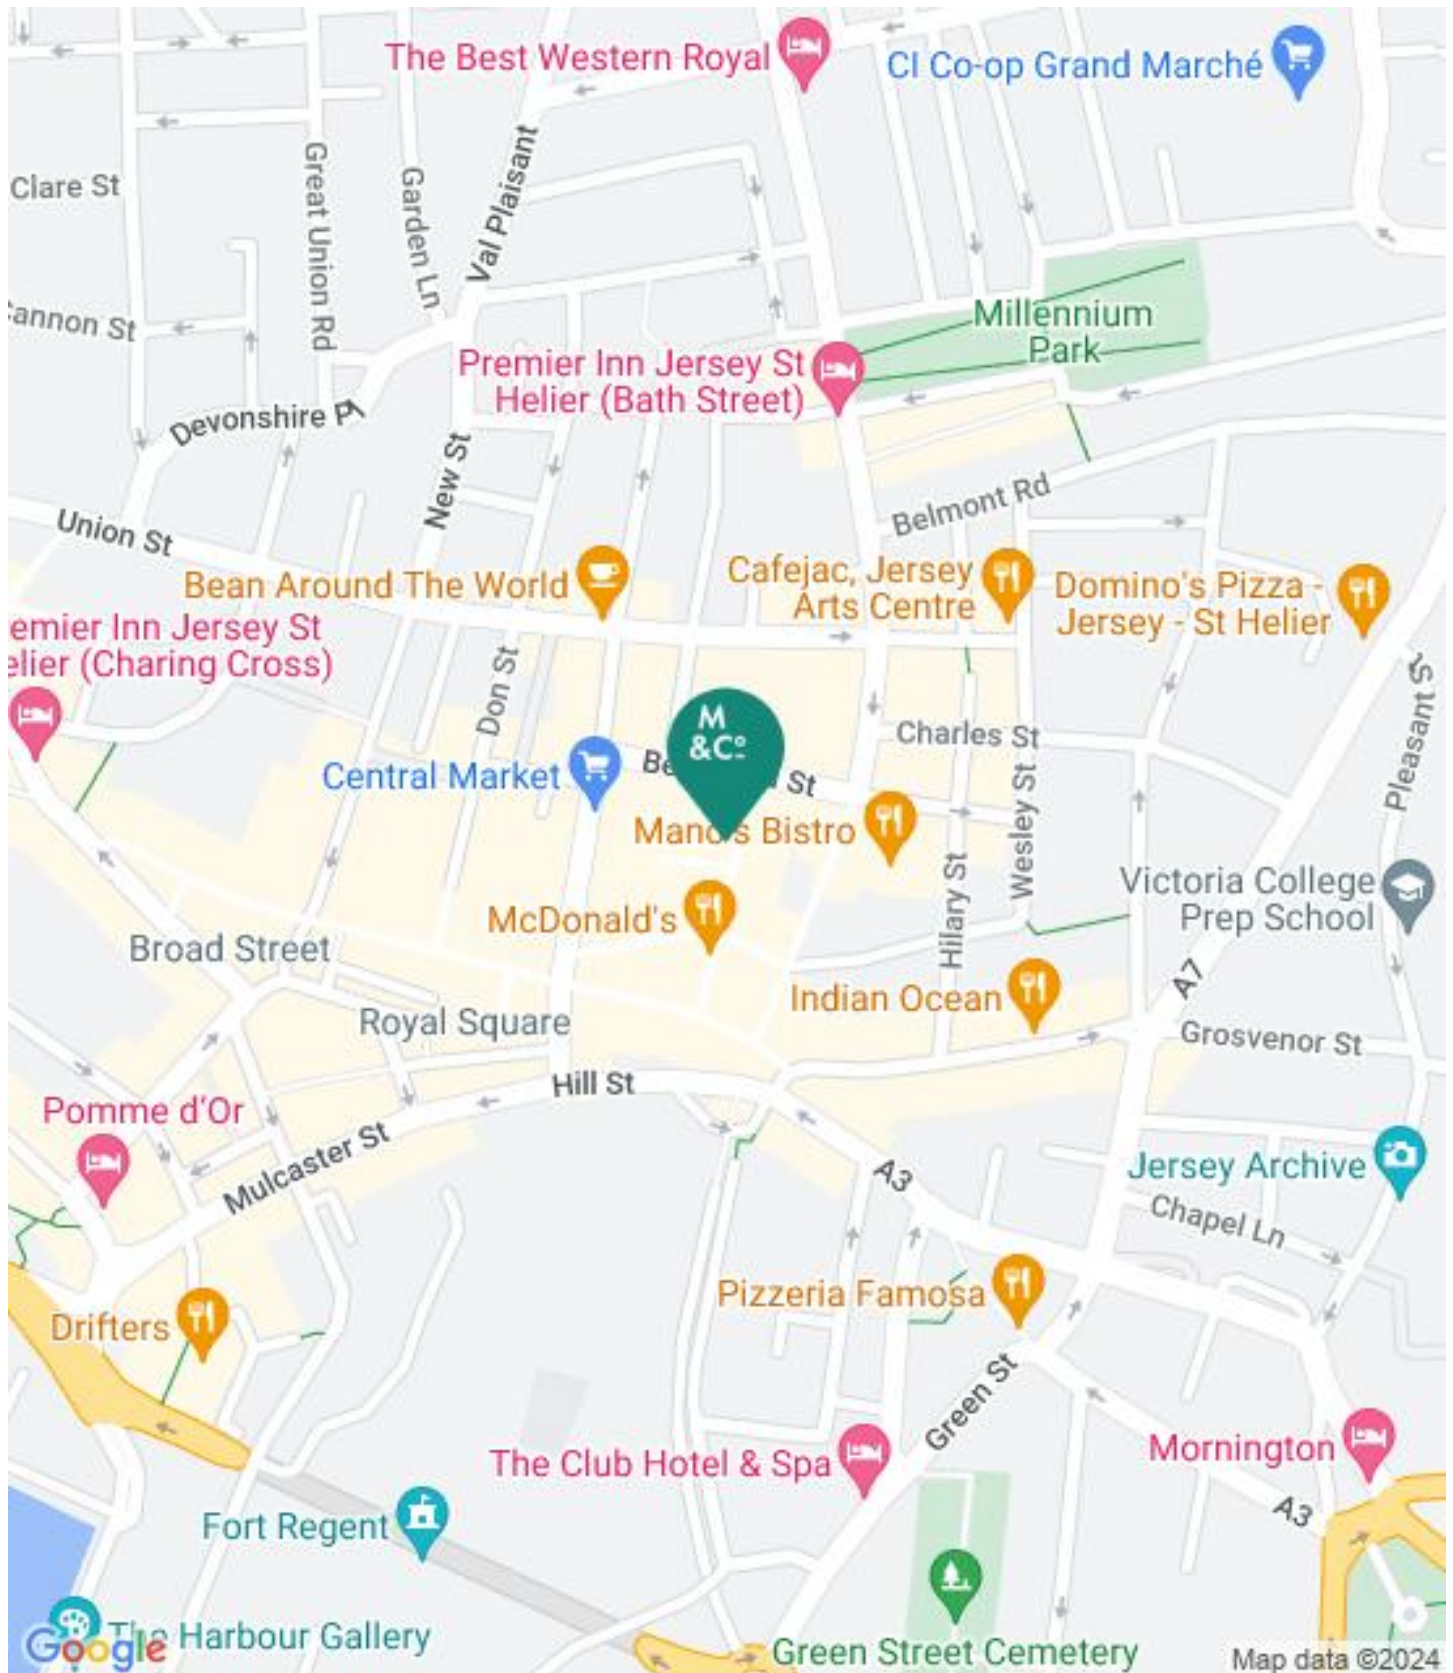 The Best Western Royal
CI Co-op Grand Marché
Clare St
Great Union Rd
Garden Ln
Val Plaisant
annon St
Millennium
Park
Premier Inn Jersey St
Helier (Bath Street)
Devonshire Pl
New St
Belmont Rd
Union St
Bean Around The World
Cafejac, Jersey
Arts Centre
Domino's Pizza -
Jersey - St Helier
emier Inn Jersey St
elier (Charing Cross)
Don St
M
&Co
Charles St
Pleasant St
Central Market
Be
St
Wesley St
Mano's Bistro
Hilary St
Victoria College
Prep School
McDonald's
Broad Street
A7
Indian Ocean
Royal Square
Grosvenor St
Hill St
Pomme d'Or
Mulcaster St
Jersey Archive
A3
Chapel Ln
Pizzeria Famosa
Drifters
Green St
The Club Hotel & Spa
Mornington
A3
Fort Regent
The Harbour Gallery
Google
Green Street Cemetery
Map data ©2024